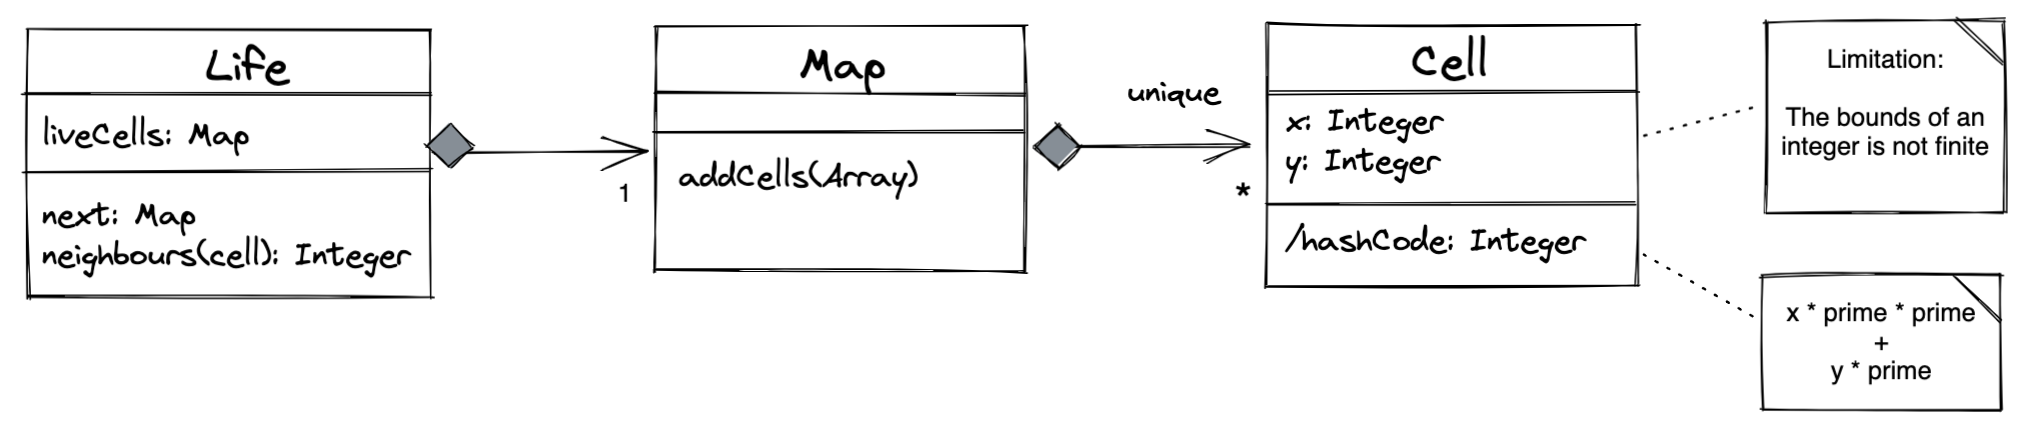 Life
liveCells: Map
next: Map
neighbours(cell): Integer
1
Map
addCells(Array)
unique
*
Cell
x: Integer
y: Integer
/hashCode: Integer
Limitation:
The bounds of an
integer is not finite
x * prime * prime
+
y * prime